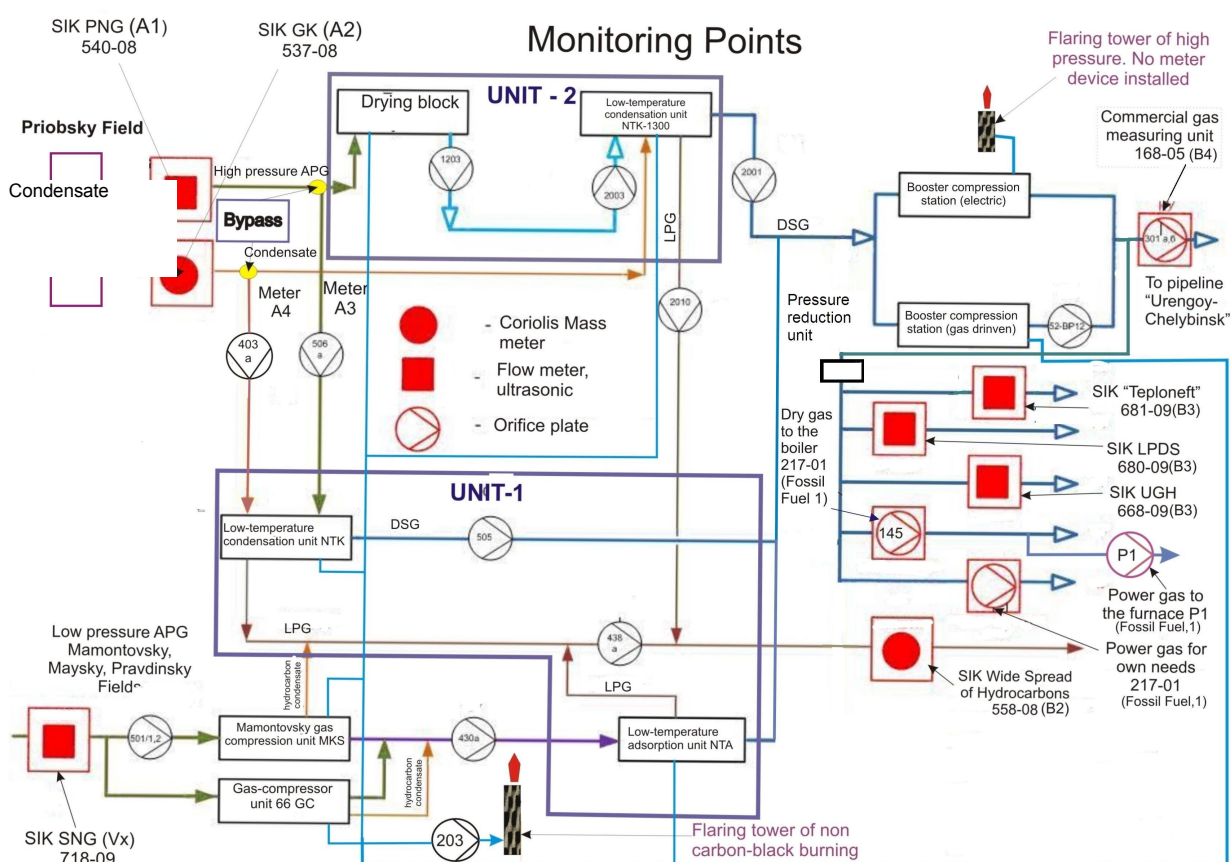 SIK PNG (A1)
540-08
SIK GK (A2)
537-08
Monitoring Points
Flaring tower of high
pressure. No meter
device installed
Commercial gas
measuring unit
168-05 (B4)
Priobsky Field
Condensate
High pressure APG
Bypass
Condensate
UNIT - 2
Drying block
Low-temperature
condensation unit
NTK-1300
1203
2003
2001
LPG
DSG
Booster compression
station (electric)
301 a,6
To pipeline
"Urengoy-
Chelybinsk"
Meter
A4
Meter
A3
403
a
506
a
2010
Pressure
reduction
unit
Booster compression
station (gas drinven)
52-BP12
- Coriolis Mass
meter
- Flow meter,
ultrasonic
- Orifice plate
SIK "Teploneft"
681-09(B3)
SIK LPDS
680-09(B3)
SIK UGH
668-09(B3)
Dry gas
to the
boiler
217-01
(Fossil
Fuel 1)
145
P1
Power gas to
the furnace P1
(Fossil Fuel,1)
Power gas for
own needs
217-01
(Fossil Fuel,1)
UNIT-1
Low-temperature
condensation unit NTK
DSG
505
LPG
438
a
LPG
SIK Wide Spread
of Hydrocarbons
558-08 (B2)
Low pressure APG
Mamontovsky,
Maysky, Pravdinsky
Fields
hydrocarbon
condensate
501/1,2
Mamontovsky gas
compression unit MKS
430a
Low-temperature
adsorption unit NTA
hydrocarbon
condensate
Gas-compressor
unit 66 GC
203
SIK SNG (Vx)
718-09
Flaring tower of non
carbon-black burning